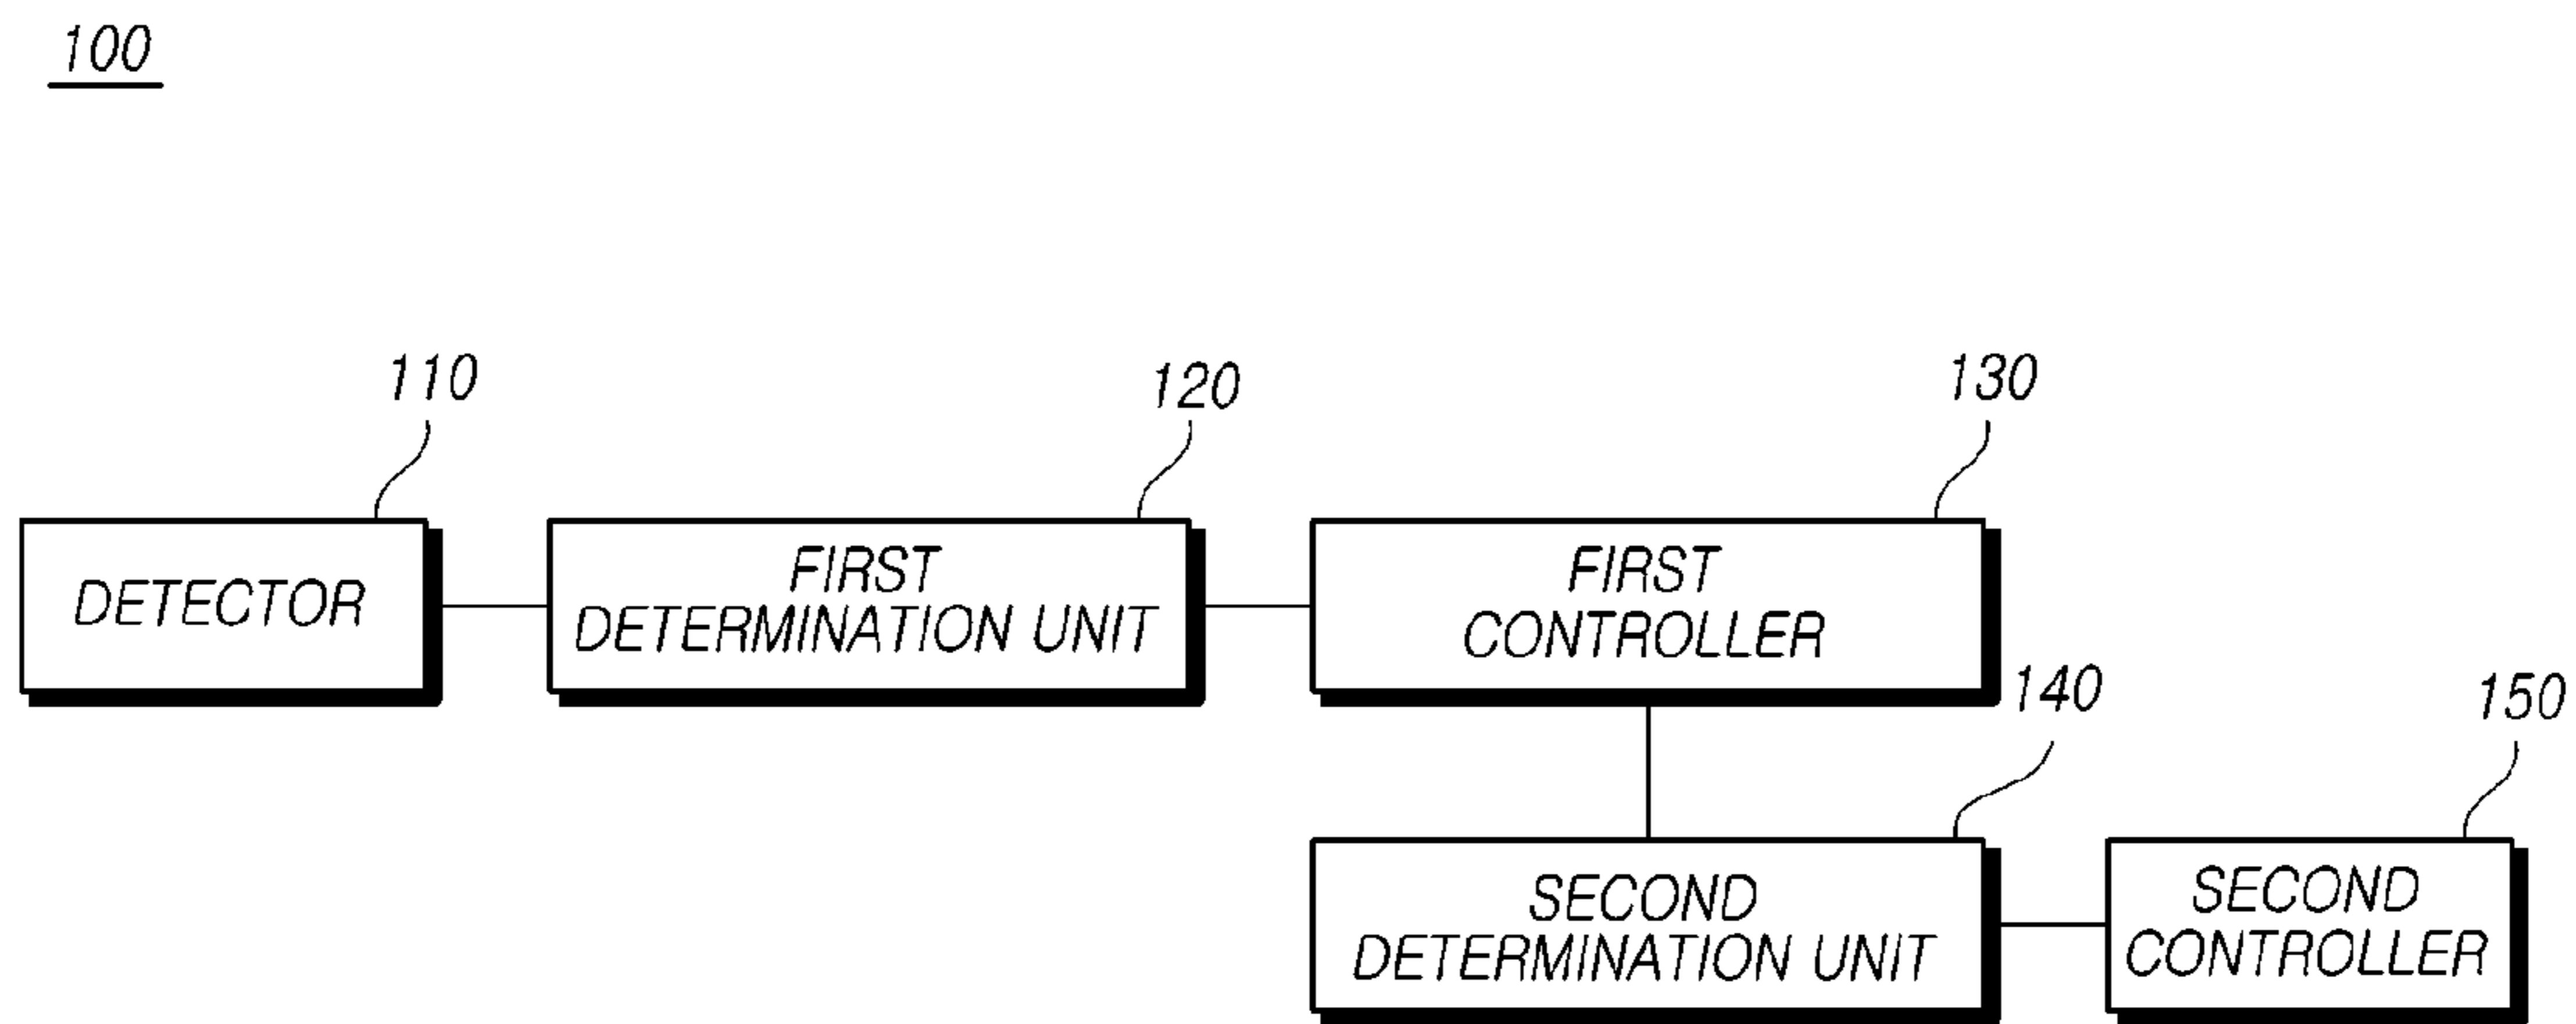 100
110
120
130
DETECTOR
FIRST
DETERMINATION UNIT
FIRST
CONTROLLER
140
150
SECOND
DETERMINATION UNIT
SECOND
CONTROLLER